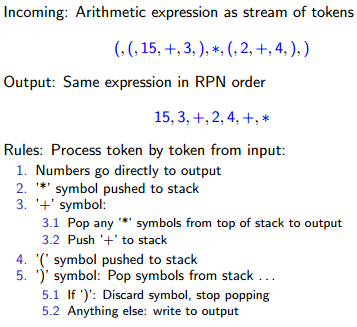 Incoming: Arithmetic expression as stream of tokens
(, (, 15, +, 3, ), *, (, 2, +, 4, ), )
Output: Same expression in RPN order
15, 3, +, 2, 4, +, *
Rules: Process token by token from input:
1. Numbers go directly to output
2. '*' symbol pushed to stack
3. '+' symbol:
3.1 Pop any '*' symbols from top of stack to output
3.2 Push '+' to stack
4. '(' symbol pushed to stack
5. ')' symbol: Pop symbols from stack ...
5.1 If ')': Discard symbol, stop popping
5.2 Anything else: write to output